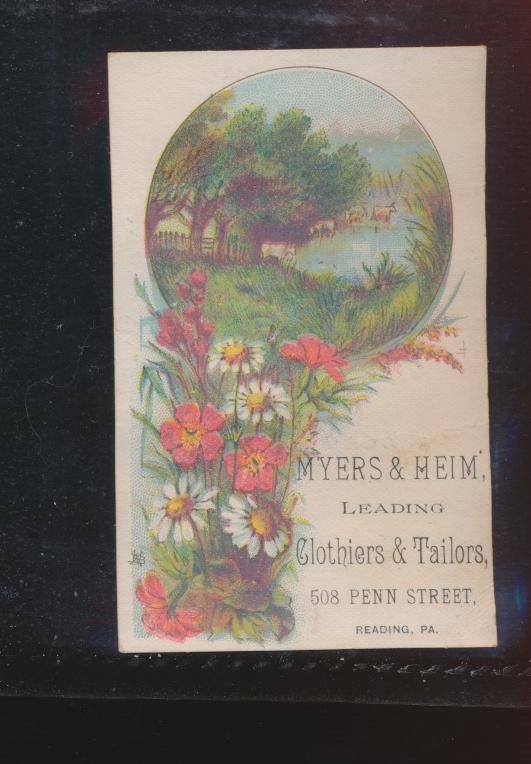 MYERS & HEIM,
LEADING
Clothiers & Tailors,
508 PENN STREET,
READING, PA.